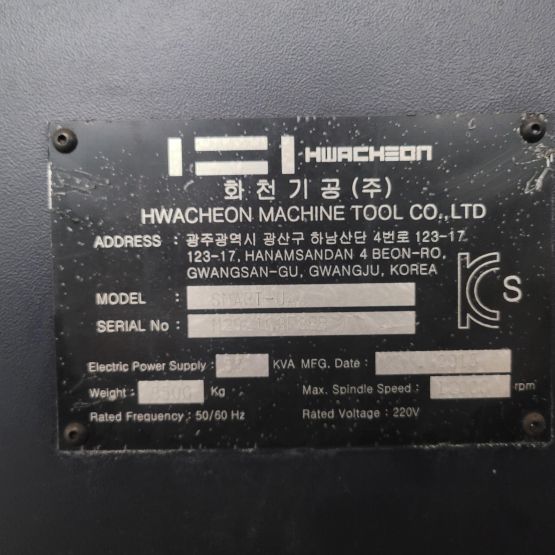 HWACHEON
화천기공(주)
HWACHEON MACHINE TOOL CO.,LTD
ADDRESS : 광주광역시 광산구 하남산단 4번로 123-17
123-17, HANAMSANDAN 4 BEON-RO,
GWANGSAN-GU, GWANGJU, KOREA
KC S
MODEL :
SERIAL No :
Electric Power Supply : KVA MFG. Date :
Weight : Kg Max. Spindle Speed : rpm
Rated Frequency : 50/60 Hz Rated Voltage : 220V